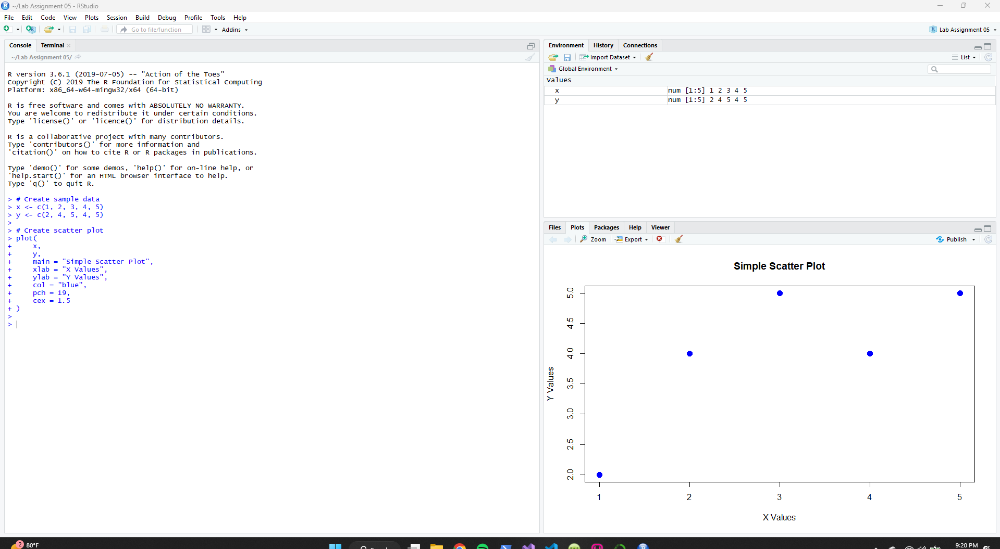 ~/Lab Assignment 05 - RStudio
File Edit Code View Plots Session Build Debug Profile Tools Help
Go to file/function Addins Lab Assignment 05
Console Terminal
~/Lab Assignment 05/
R version 3.6.1 (2019-07-05) -- "Action of the Toes"
Copyright (C) 2019 The R Foundation for Statistical Computing
Platform: x86_64-w64-mingw32/x64 (64-bit)
R is free software and comes with ABSOLUTELY NO WARRANTY.
You are welcome to redistribute it under certain conditions.
Type 'license()' or 'licence()' for distribution details.
R is a collaborative project with many contributors.
Type 'contributors()' for more information and
'citation()' on how to cite R or R packages in publications.
Type 'demo()' for some demos, 'help()' for on-line help, or
'help.start()' for an HTML browser interface to help.
Type 'q()' to quit R.
> # Create sample data
> x <- c(1, 2, 3, 4, 5)
> y <- c(2, 4, 5, 4, 5)
>
> # Create scatter plot
> plot(
+     x,
+     y,
+     main = "Simple Scatter Plot",
+     xlab = "X Values",
+     ylab = "Y Values",
+     col = "blue",
+     pch = 19,
+     cex = 1.5
+ )
>
>
Environment History Connections
Import Dataset List
Global Environment
Values
x num [1:5] 1 2 3 4 5
y num [1:5] 2 4 5 4 5
Files Plots Packages Help Viewer
Zoom Export Publish
Simple Scatter Plot
Y Values
5.0
4.5
4.0
3.5
3.0
2.5
2.0
1 2 3 4 5
X Values
2 80°F
9:20 PM